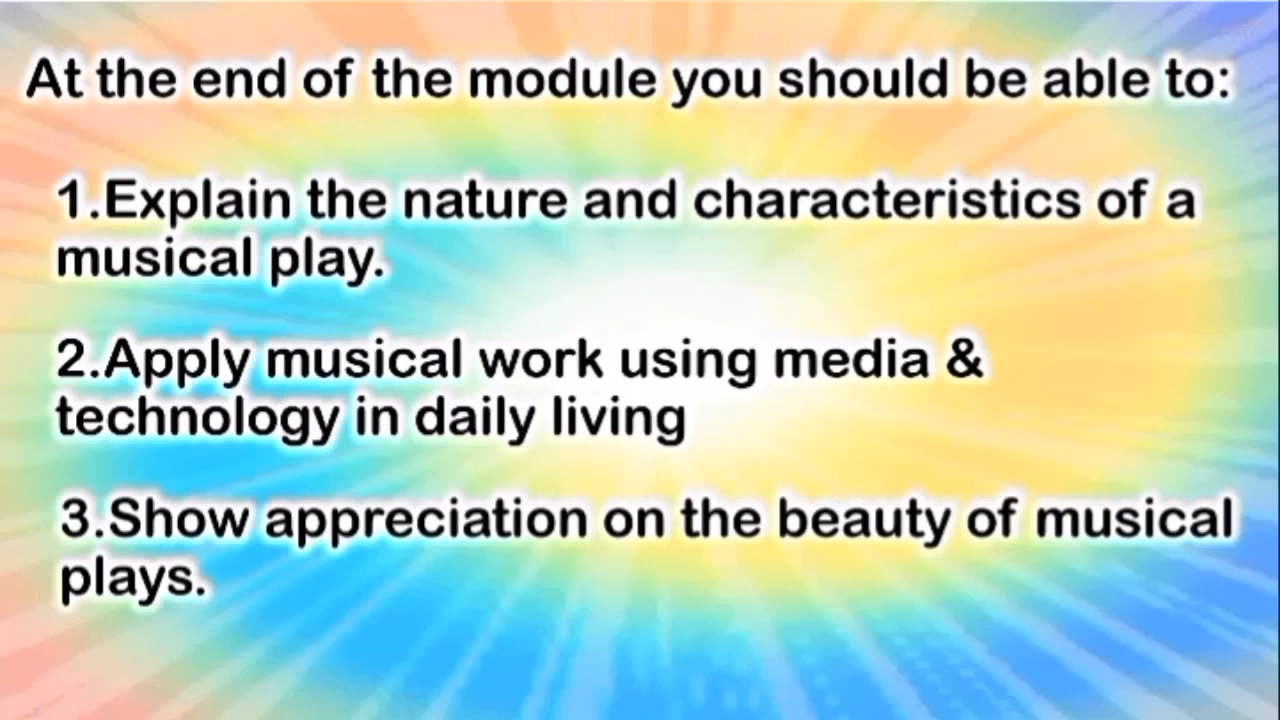 At the end of the module you should be able to:
1.Explain the nature and characteristics of a
musical play.
2.Apply musical work using media &
technology in daily living
3.Show appreciation on the beauty of musical
plays.